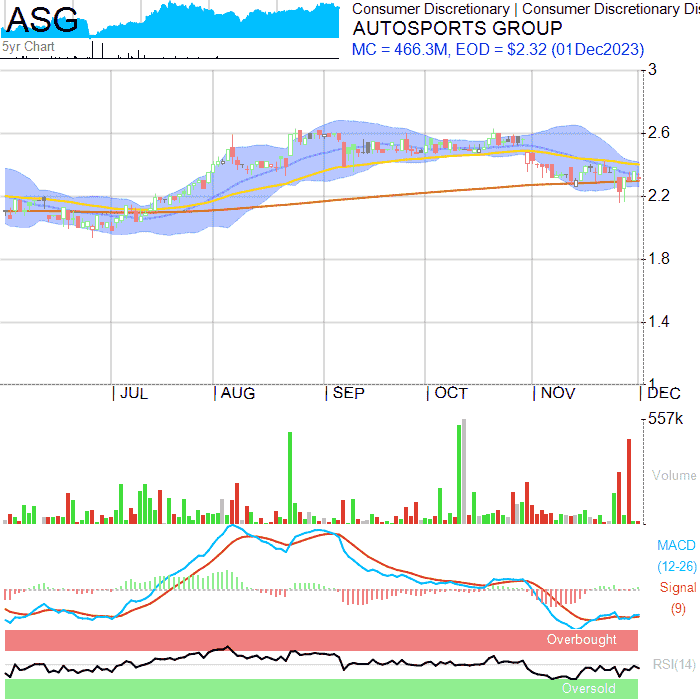 ASG
5yr Chart
Consumer Discretionary | Consumer Discretionary Dis
AUTOSPORTS GROUP
MC = 466.3M, EOD = $2.32 (01Dec2023)
3
2.6
2.2
1.8
1.4
1
| JUL | AUG | SEP | OCT | NOV | DEC
557k
Volume
MACD
(12-26)
Signal
(9)
Overbought
RSI(14)
Oversold